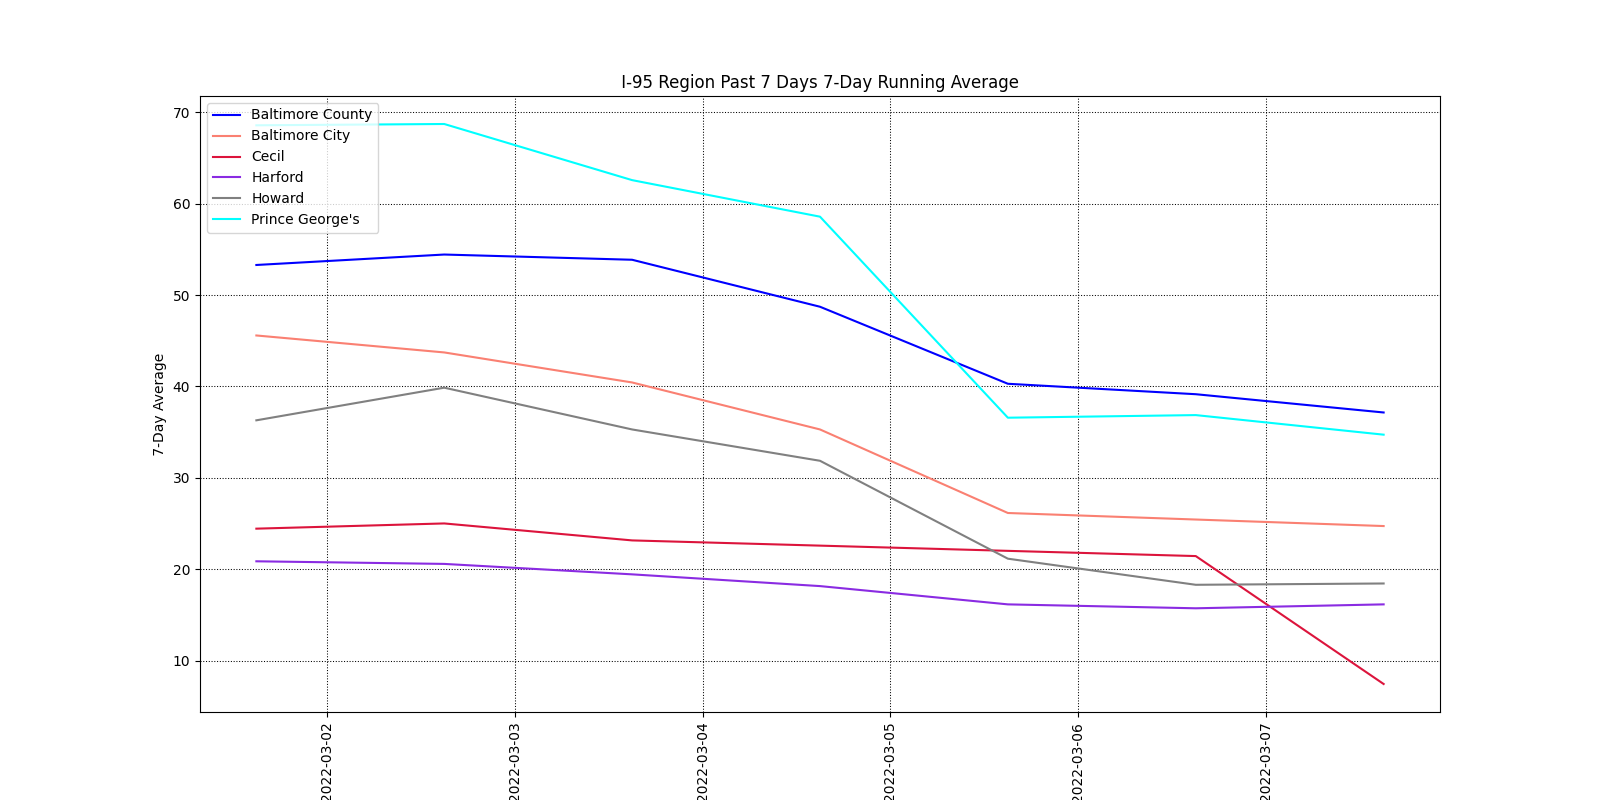 I-95 Region Past 7 Days 7-Day Running Average
Baltimore County
Baltimore City
Cecil
Harford
Howard
Prince George's
7-Day Average
70
60
50
40
30
20
10
2022-03-02
2022-03-03
2022-03-04
2022-03-05
2022-03-06
2022-03-07